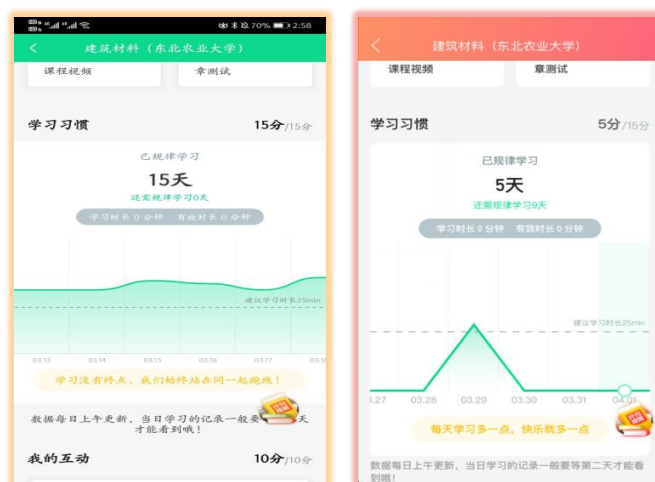 70% 2:58
建筑材料（东北农业大学）
课程视频 章测试
学习习惯 15分/15分
已规律学习
15天
还需规律学习0天
学习时长0分钟 有效时长0分钟
建议学习时长25min
03.13 03.14 03.15 03.16 03.17 03.18
学习没有终点，我们始终站在同一起跑线！
数据每日上午更新，当日学习的记录一般要 天
才能看到哦！
我的互动 10分/10分
建筑材料（东北农业大学）
课程视频 章测试
学习习惯 5分/15分
已规律学习
5天
还需规律学习9天
学习时长0分钟 有效时长0分钟
建议学习时长25min
.27 03.28 03.29 03.30 03.31 04.01
每天学习多一点，快乐就多一点
数据每日上午更新，当日学习的记录一般要等第二天才能看
到哦！